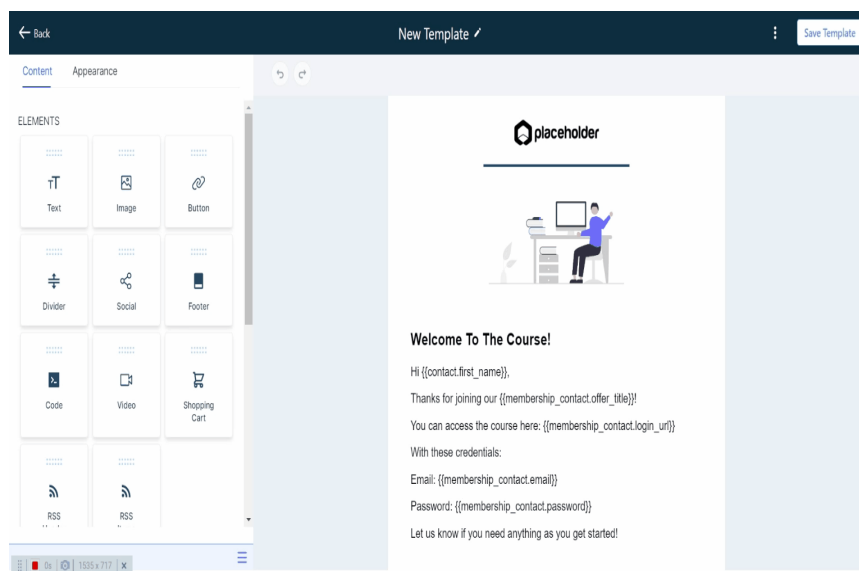 ← Back
New Template
Save Template
Content Appearance
ELEMENTS
Text
Image
Button
Divider
Social
Footer
Code
Video
Shopping
Cart
RSS
RSS
placeholder
Welcome To The Course!
Hi {{contact.first_name}},
Thanks for joining our {{membership_contact.offer_title}}!
You can access the course here: {{membership_contact.login_url}}
With these credentials:
Email: {{membership_contact.email}}
Password: {{membership_contact.password}}
Let us know if you need anything as you get started!
0s 1535 x 717 x